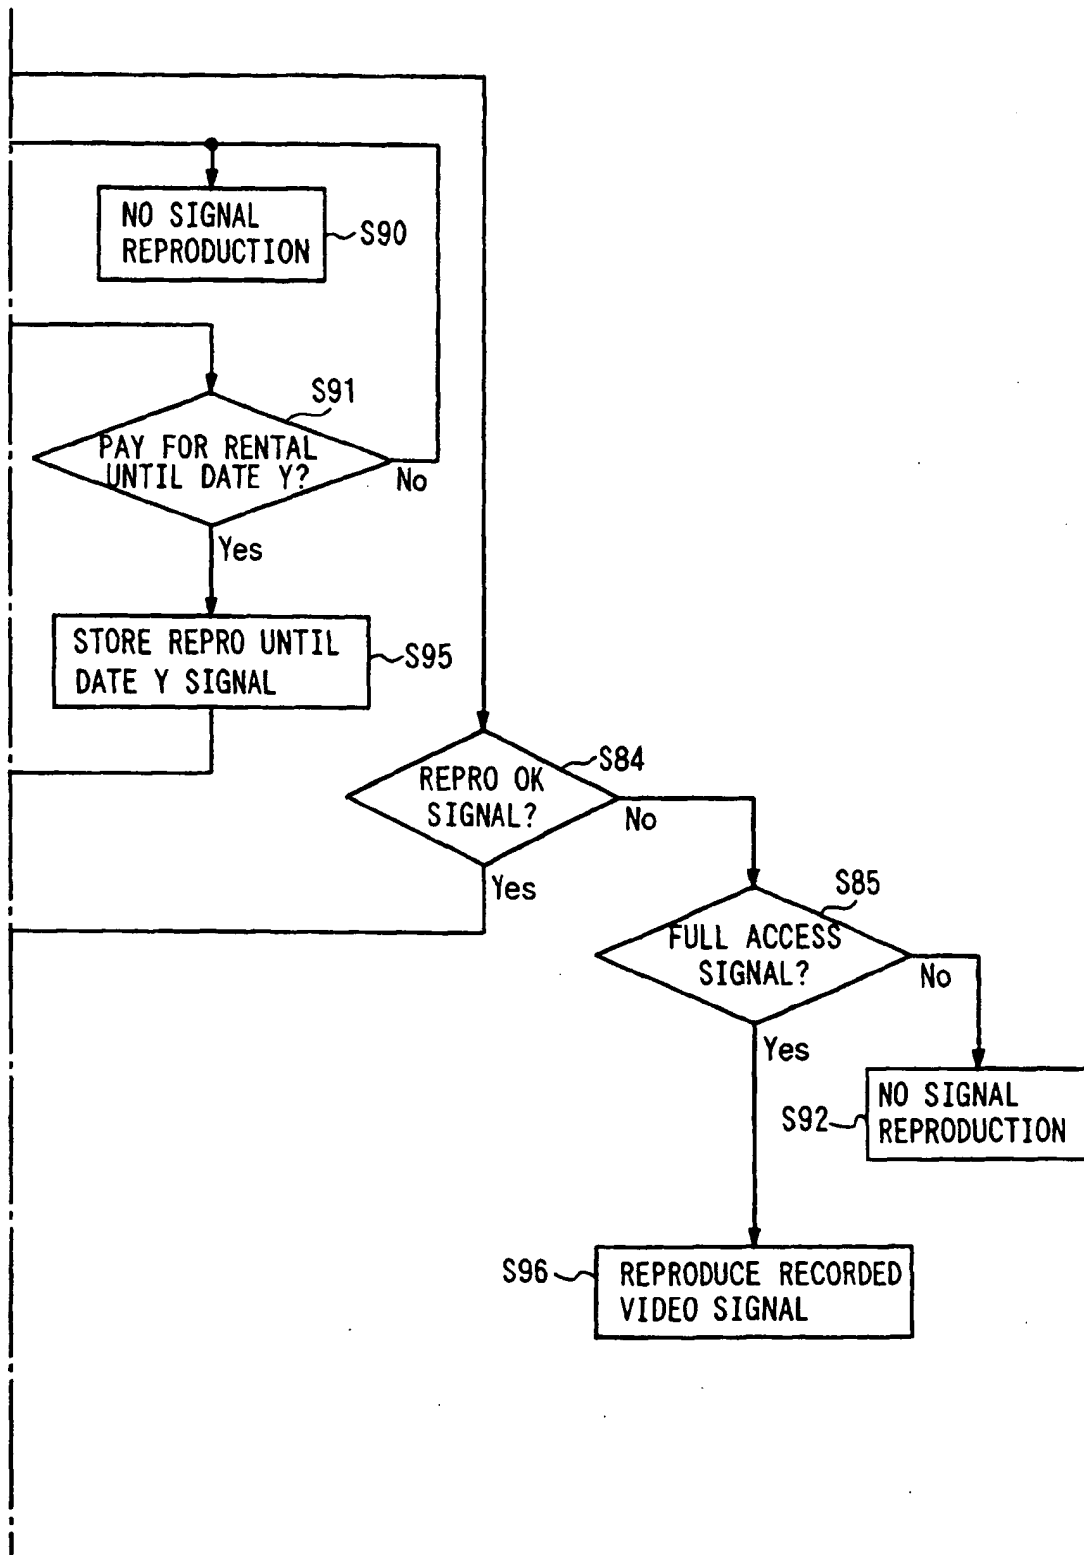 NO SIGNAL
REPRODUCTION
S90
S91
PAY FOR RENTAL
UNTIL DATE Y?
No
Yes
STORE REPRO UNTIL
DATE Y SIGNAL
S95
S84
REPRO OK
SIGNAL?
No
Yes
S85
FULL ACCESS
SIGNAL?
No
Yes
S92
NO SIGNAL
REPRODUCTION
S96
REPRODUCE RECORDED
VIDEO SIGNAL